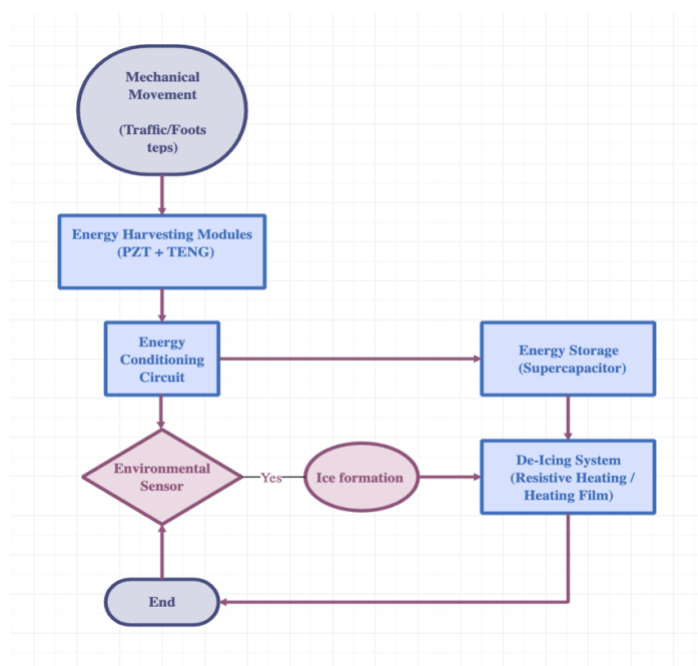 Mechanical
Movement
(Traffic/Foots
teps)
Energy Harvesting Modules
(PZT + TENG)
Energy
Conditioning
Circuit
Energy Storage
(Supercapacitor)
Environmental
Sensor
Yes
Ice formation
De-Icing System
(Resistive Heating /
Heating Film)
End